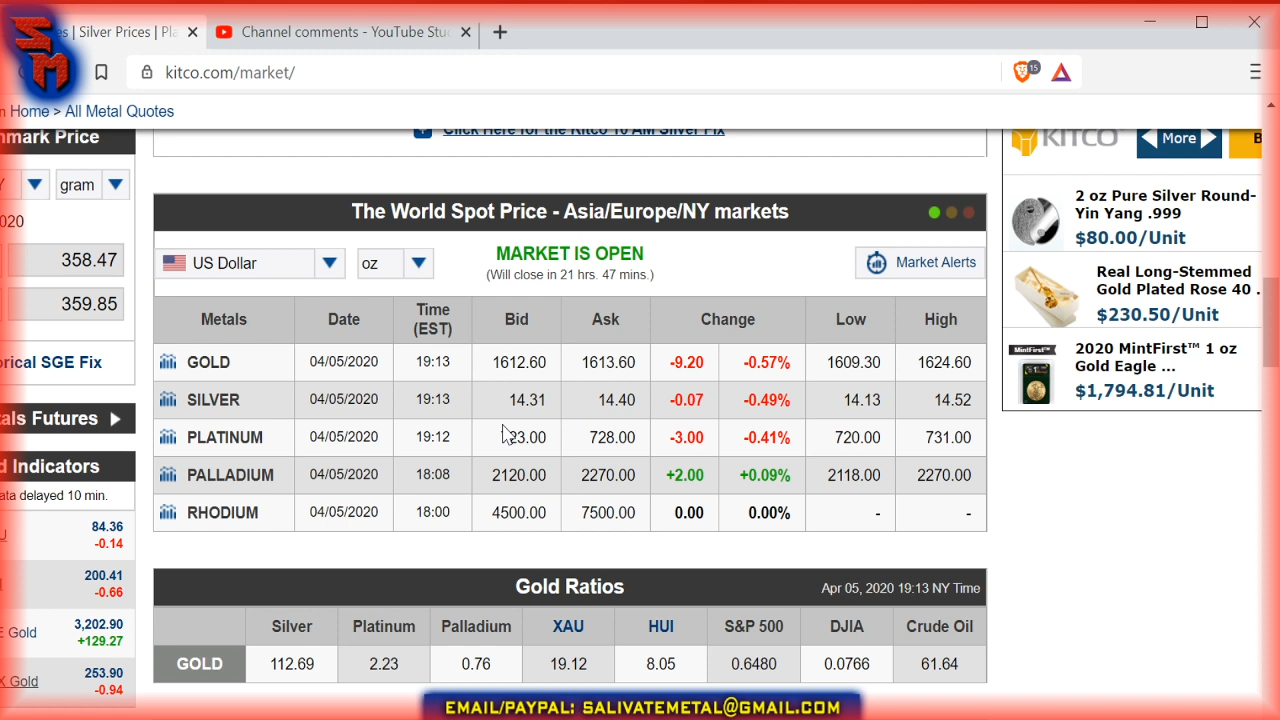 SM
es | Silver Prices | Pla
Channel comments - YouTube Stu
kitco.com/market/
15
n Home > All Metal Quotes
Click Here for the Kitco 10 AM Silver Fix
KITCO
More
B
nmark Price
Y
gram
2020
358.47
359.85
orical SGE Fix
tals Futures
d Indicators
ata delayed 10 min.
U
84.36
-0.14
200.41
-0.66
E Gold
3,202.90
+129.27
X Gold
253.90
-0.94
The World Spot Price - Asia/Europe/NY markets
US Dollar
oz
MARKET IS OPEN
(Will close in 21 hrs. 47 mins.)
Market Alerts
Metals Date Time (EST) Bid Ask Change Low High
GOLD 04/05/2020 19:13 1612.60 1613.60 -9.20 -0.57% 1609.30 1624.60
SILVER 04/05/2020 19:13 14.31 14.40 -0.07 -0.49% 14.13 14.52
PLATINUM 04/05/2020 19:12 23.00 728.00 -3.00 -0.41% 720.00 731.00
PALLADIUM 04/05/2020 18:08 2120.00 2270.00 +2.00 +0.09% 2118.00 2270.00
RHODIUM 04/05/2020 18:00 4500.00 7500.00 0.00 0.00% - -
Gold Ratios
Apr 05, 2020 19:13 NY Time
Silver Platinum Palladium XAU HUI S&P 500 DJIA Crude Oil
GOLD 112.69 2.23 0.76 19.12 8.05 0.6480 0.0766 61.64
2 oz Pure Silver Round-
Yin Yang .999
$80.00/Unit
Real Long-Stemmed
Gold Plated Rose 40 .
$230.50/Unit
MintFirst™
2020 MintFirst™ 1 oz
Gold Eagle ...
$1,794.81/Unit
EMAIL/PAYPAL: SALIVATEMETAL@GMAIL.COM